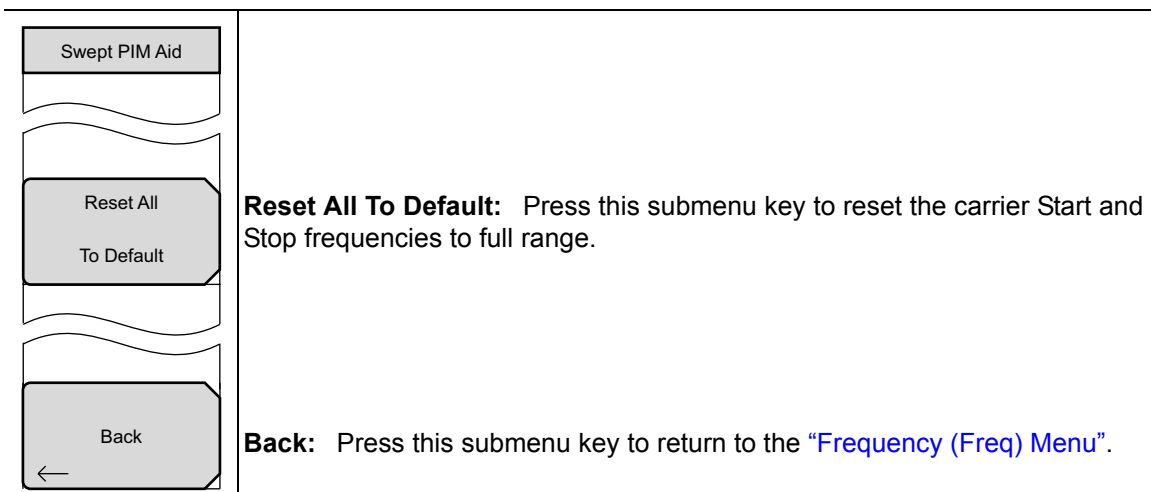 Swept PIM Aid
Reset All
To Default
Reset All To Default: Press this submenu key to reset the carrier Start and
Stop frequencies to full range.
Back
Back: Press this submenu key to return to the “Frequency (Freq) Menu”.